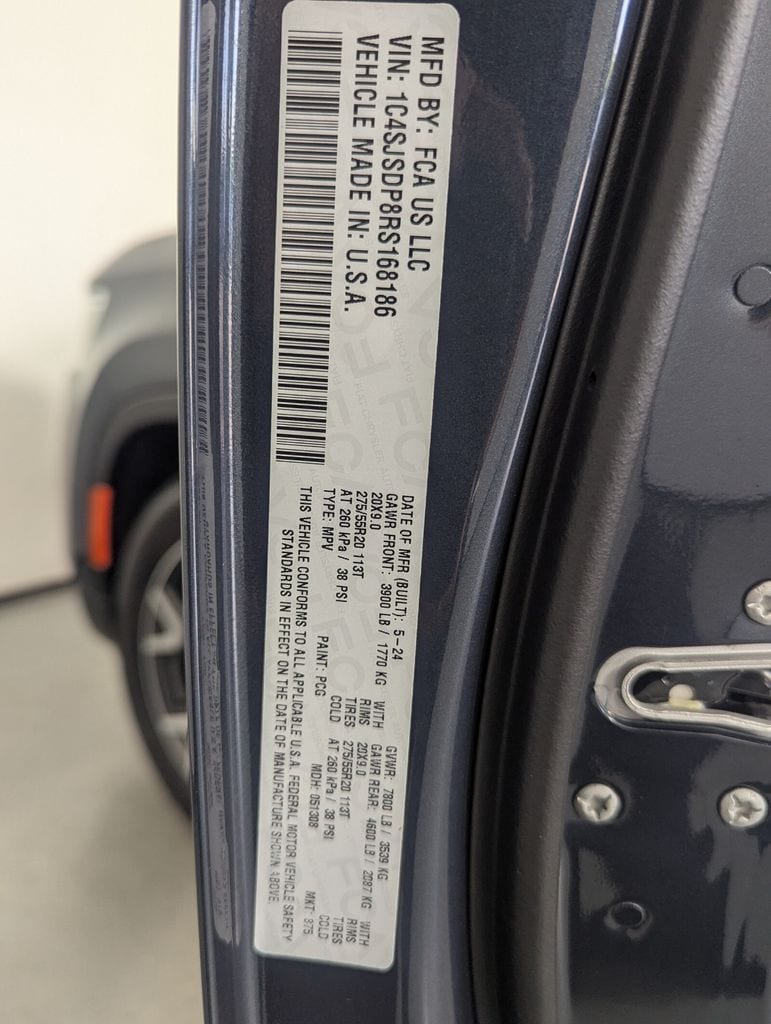 MFD BY: FCA US LLC
VIN: 1C4SJSDP8RS168186
VEHICLE MADE IN: U.S.A.
DATE OF MFR (BUILT): 5-24 GVWR: 7800 LB / 3539 KG
GAWR FRONT: 3900 LB / 1770 KG WITH GAWR REAR: 4600 LB / 2087 KG WITH
20X9.0 RIMS 20X9.0 RIMS
275/55R20 113T TIRES 275/55R20 113T TIRES
AT 260 kPa / 38 PSI COLD AT 260 kPa / 38 PSI COLD
TYPE: MPV PAINT: PCG MDH: 051308 MKT: 875
THIS VEHICLE CONFORMS TO ALL APPLICABLE U.S.A. FEDERAL MOTOR VEHICLE SAFETY
STANDARDS IN EFFECT ON THE DATE OF MANUFACTURE SHOWN ABOVE.